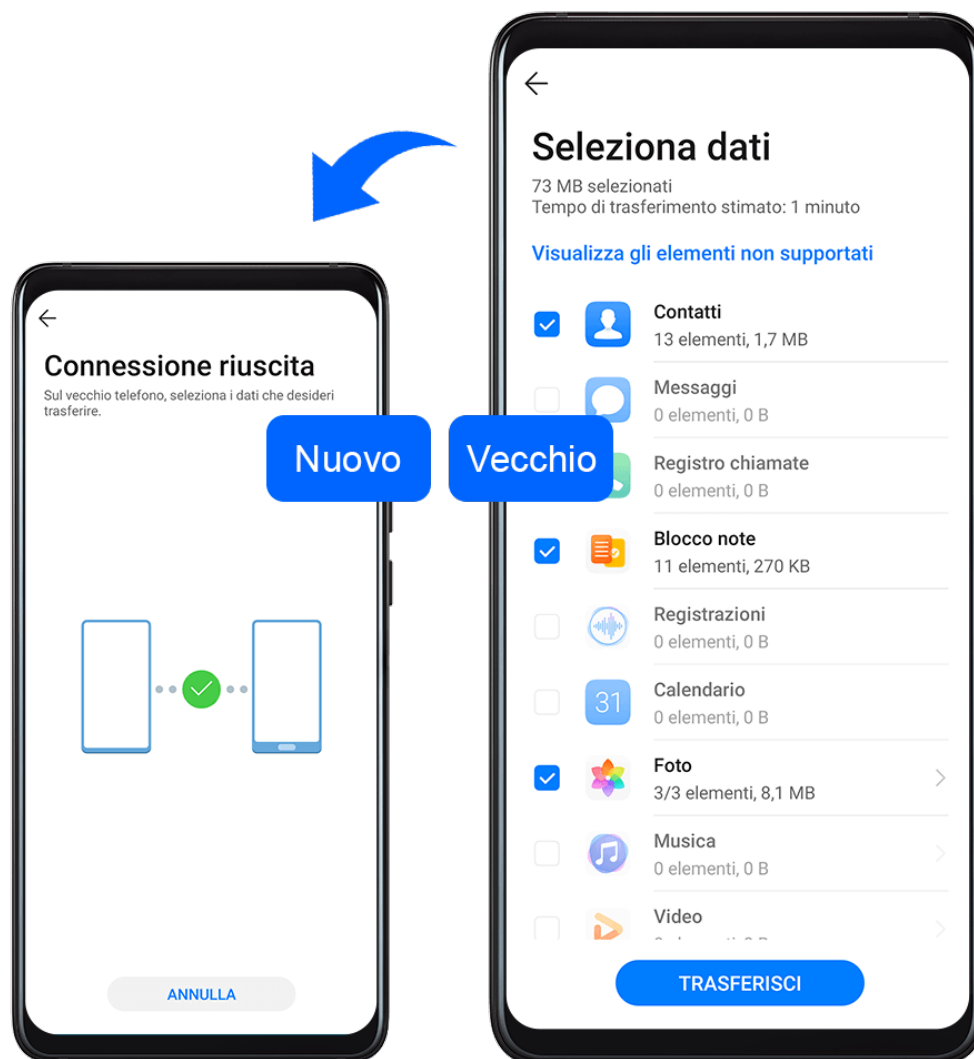 Connessione riuscita
Sul vecchio telefono, seleziona i dati che desideri
trasferire.
Nuovo
ANNULLA
Vecchio
Seleziona dati
73 MB selezionati
Tempo di trasferimento stimato: 1 minuto
Visualizza gli elementi non supportati
Contatti
13 elementi, 1,7 MB
Messaggi
0 elementi, 0 B
Registro chiamate
0 elementi, 0 B
Blocco note
11 elementi, 270 KB
Registrazioni
0 elementi, 0 B
31
Calendario
0 elementi, 0 B
Foto
3/3 elementi, 8,1 MB
Musica
0 elementi, 0 B
Video
TRASFERISCI